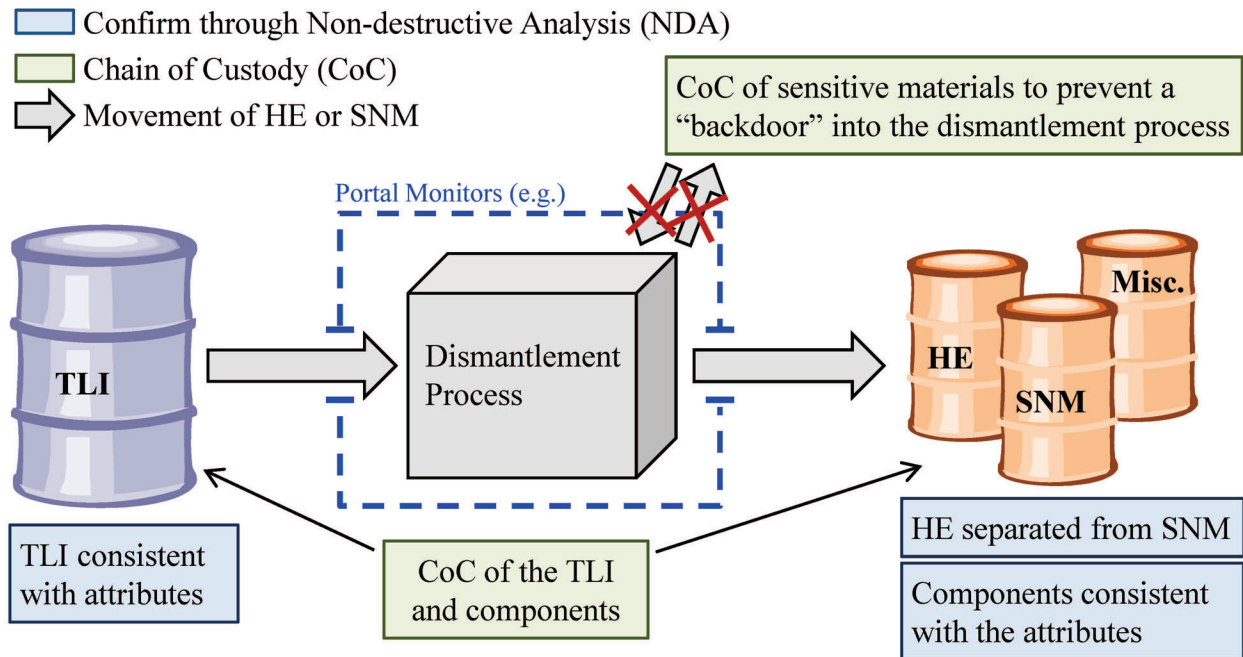 Confirm through Non-destructive Analysis (NDA)
Chain of Custody (CoC)
Movement of HE or SNM
CoC of sensitive materials to prevent a
“backdoor” into the dismantlement process
Portal Monitors (e.g.)
TLI
Dismantlement
Process
HE
SNM
Misc.
TLI consistent
with attributes
CoC of the TLI
and components
HE separated from SNM
Components consistent
with the attributes